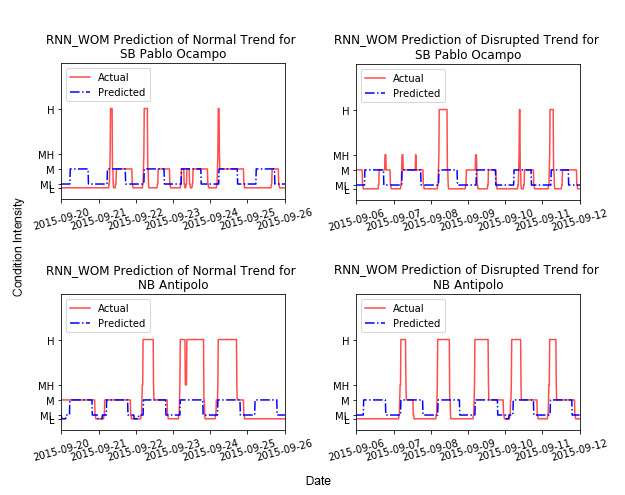 RNN_WOM Prediction of Normal Trend for
SB Pablo Ocampo
Actual
Predicted
H
MH
M
ML
L
2015-09-20
2015-09-21
2015-09-22
2015-09-23
2015-09-24
2015-09-25
2015-09-26
RNN_WOM Prediction of Disrupted Trend for
SB Pablo Ocampo
Actual
Predicted
H
MH
M
ML
L
2015-09-06
2015-09-07
2015-09-08
2015-09-09
2015-09-10
2015-09-11
2015-09-12
Condition Intensity
RNN_WOM Prediction of Normal Trend for
NB Antipolo
Actual
Predicted
H
MH
M
ML
L
2015-09-20
2015-09-21
2015-09-22
2015-09-23
2015-09-24
2015-09-25
2015-09-26
RNN_WOM Prediction of Disrupted Trend for
NB Antipolo
Actual
Predicted
H
MH
M
ML
L
2015-09-06
2015-09-07
2015-09-08
2015-09-09
2015-09-10
2015-09-11
2015-09-12
Date